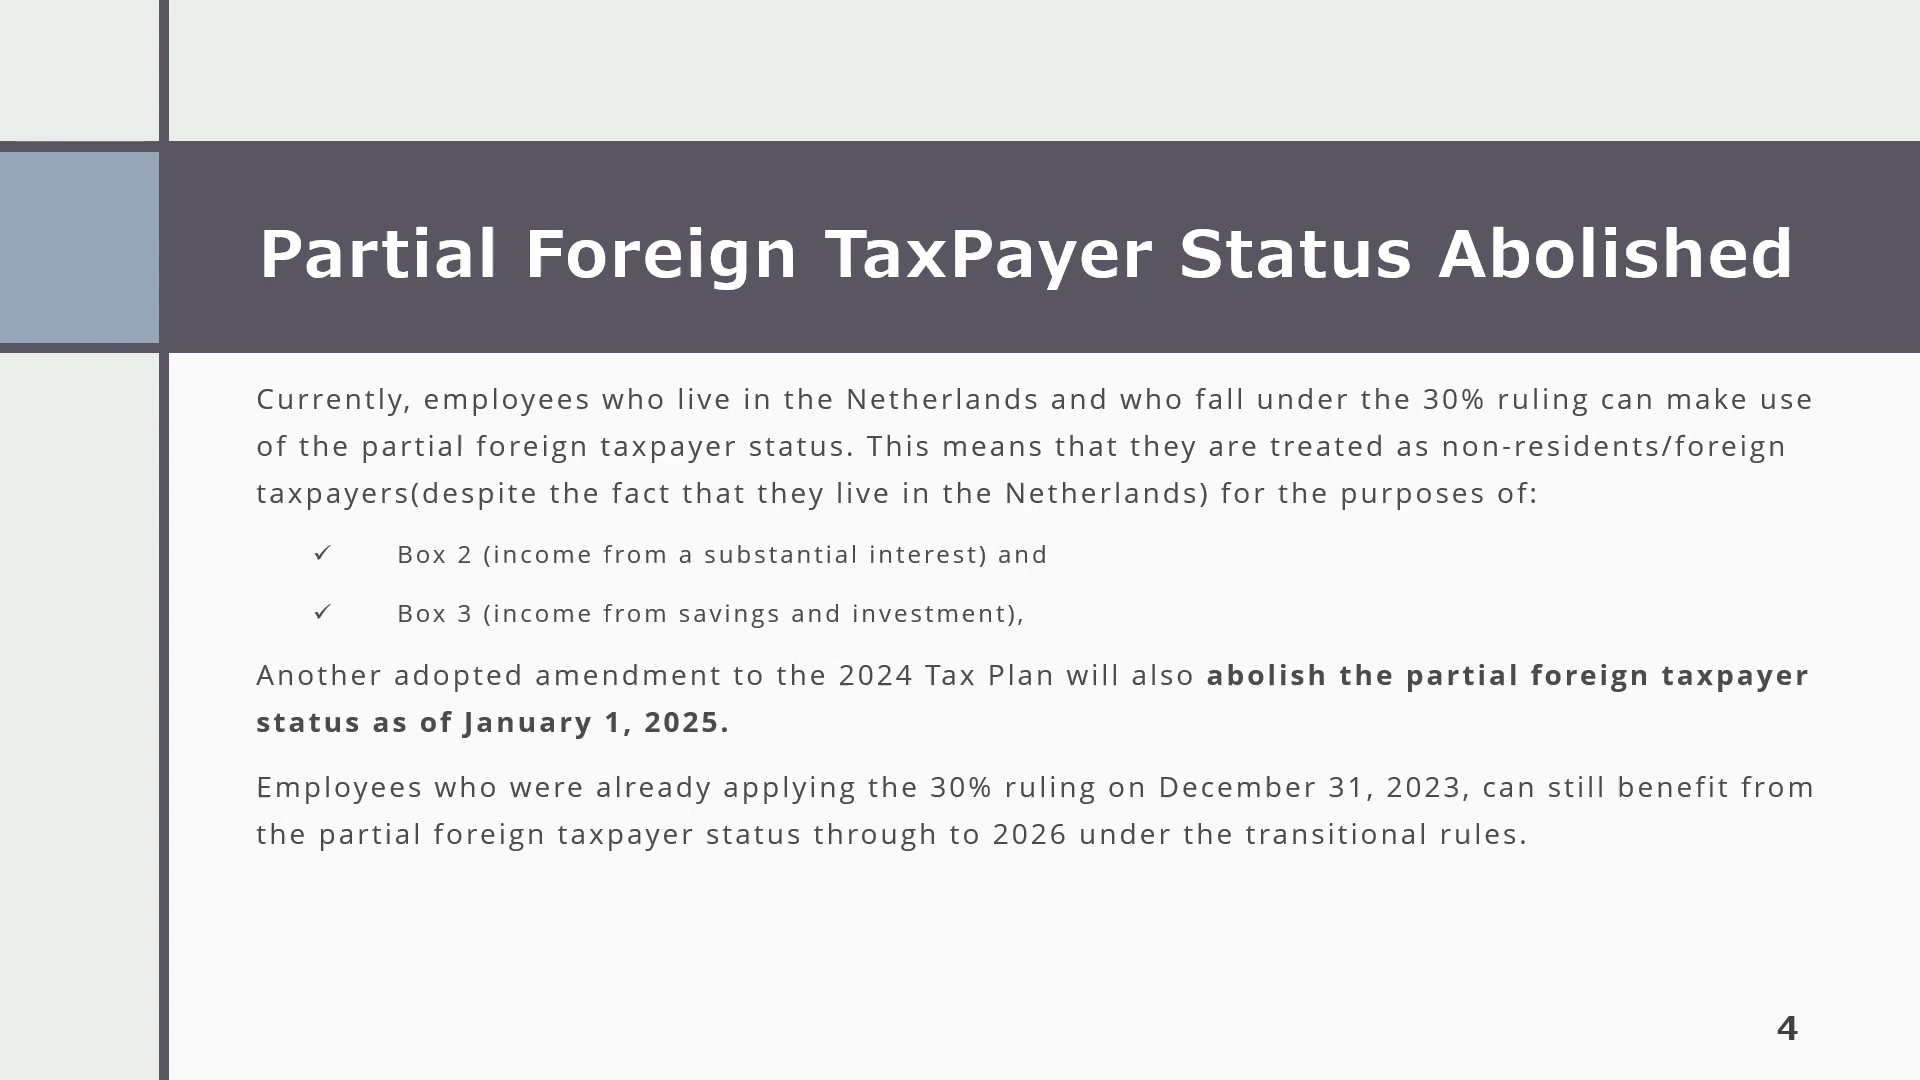 Partial Foreign TaxPayer Status Abolished
Currently, employees who live in the Netherlands and who fall under the 30% ruling can make use
of the partial foreign taxpayer status. This means that they are treated as non-residents/foreign
taxpayers(despite the fact that they live in the Netherlands) for the purposes of:
✓ Box 2 (income from a substantial interest) and
✓ Box 3 (income from savings and investment),
Another adopted amendment to the 2024 Tax Plan will also abolish the partial foreign taxpayer
status as of January 1, 2025.
Employees who were already applying the 30% ruling on December 31, 2023, can still benefit from
the partial foreign taxpayer status through to 2026 under the transitional rules.
4